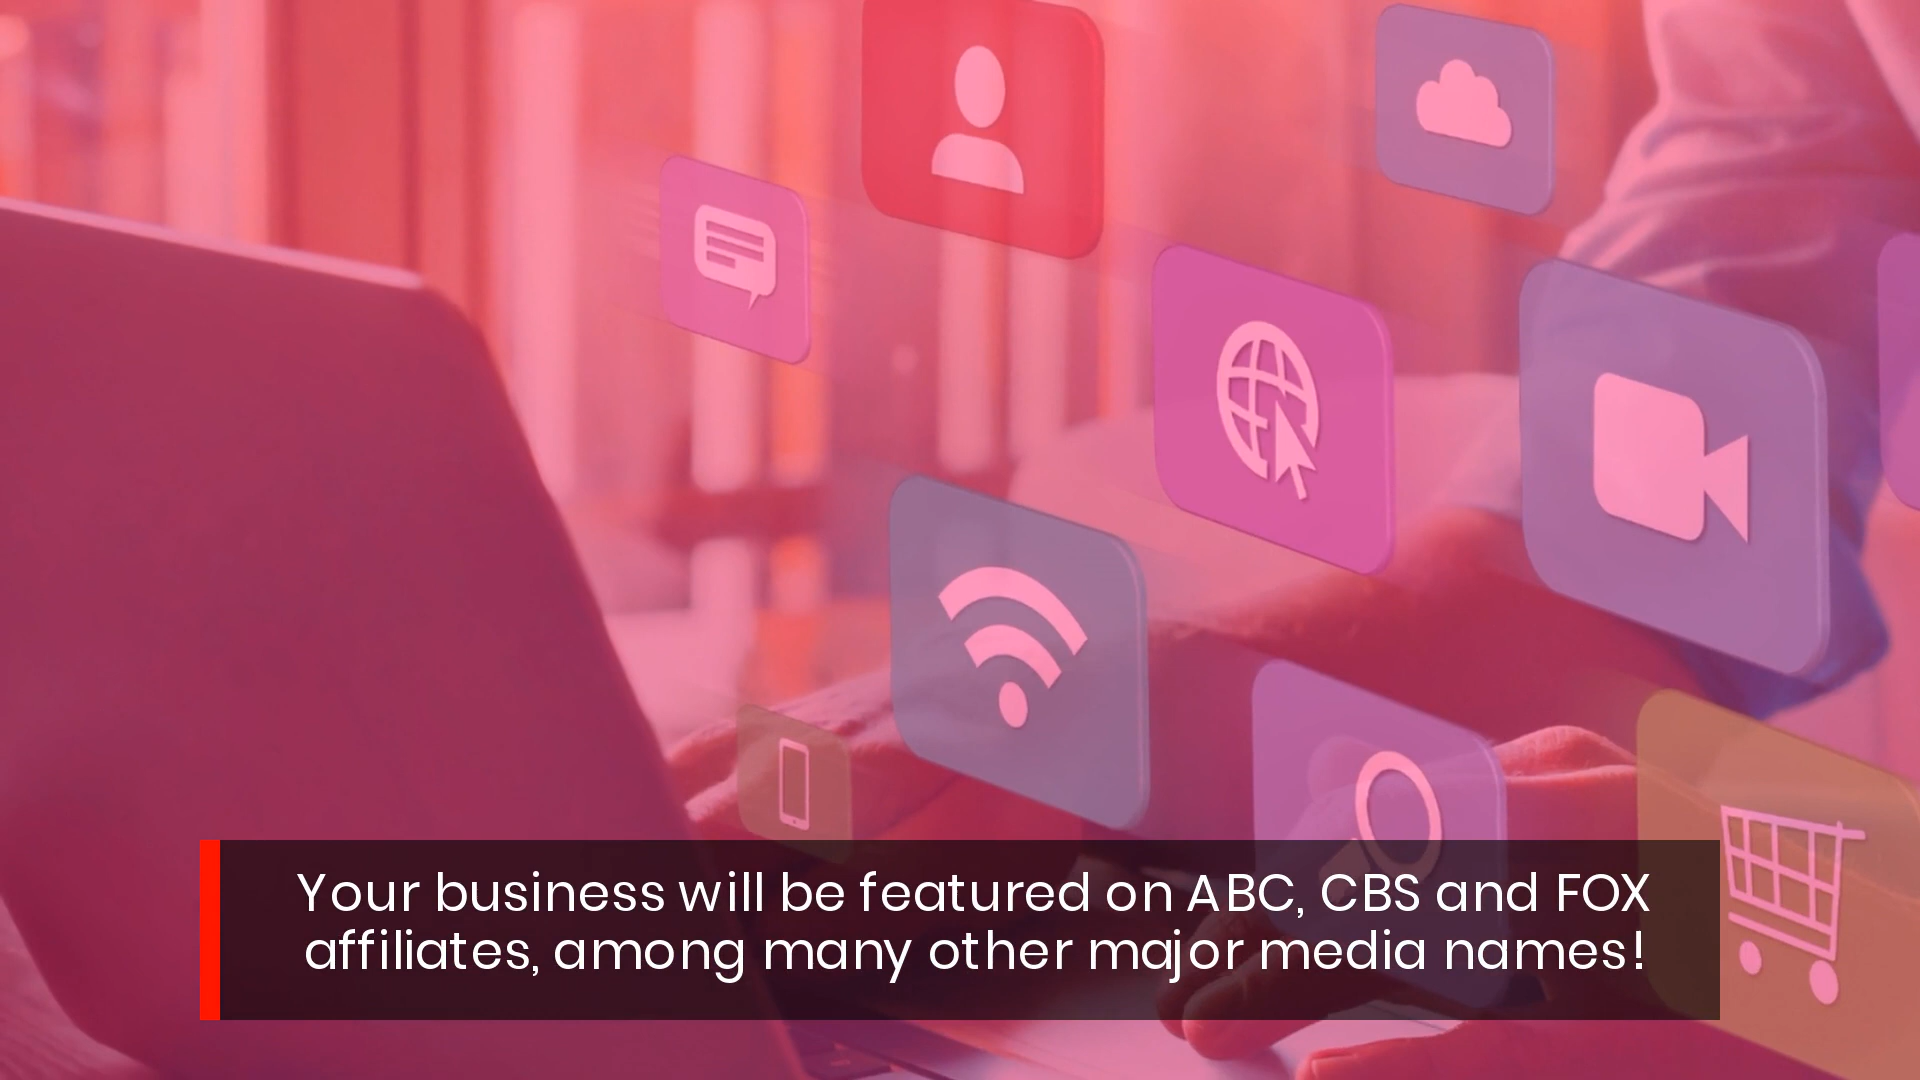 Your business will be featured on ABC, CBS and FOX
affiliates, among many other major media names!